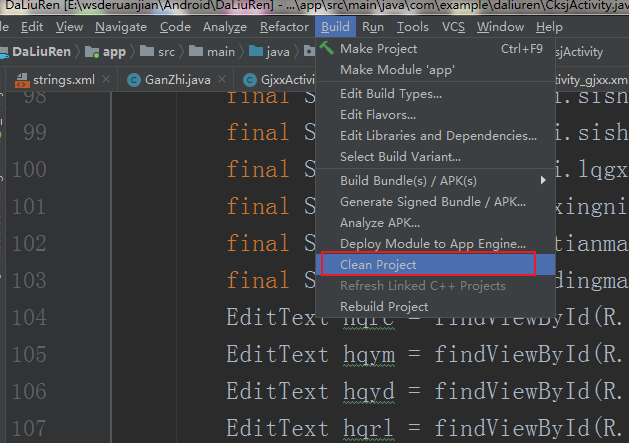 DaLiuRen [E:\wsderuanjian\Android\DaLiuRen] - ...\app\src\main\java\com\example\daliuren\CksjActivity.java
Edit View Navigate Code Analyze Refactor Build Run Tools VCS Window Help
DaLiuRen app src main java sjActivity
strings.xml GanZhi.java GjxxActivi tivity_gjxx.xm
Make Project Ctrl+F9
Make Module 'app'
Edit Build Types...
Edit Flavors...
Edit Libraries and Dependencies...
Select Build Variant...
Build Bundle(s) / APK(s)
Generate Signed Bundle / APK...
Analyze APK...
Deploy Module to App Engine...
Clean Project
Refresh Linked C++ Projects
Rebuild Project
98 final S i.sish
99 final S i.sish
100 final S i.lqgx
101 final S xingni
102 final S tianma
103 final S dingma
104 EditText hqrc = findViewById(R.
105 EditText hqym = findViewById(R.
106 EditText hqyd = findViewById(R.
107 EditText hqrl = findViewById(R.